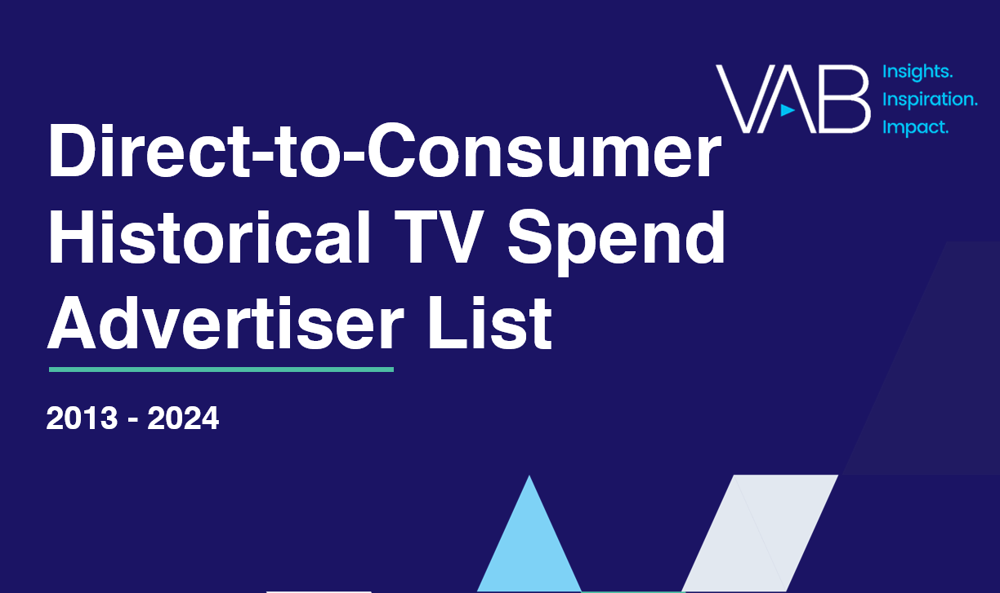 VAB
Insights.
Inspiration.
Impact.
Direct-to-Consumer
Historical TV Spend
Advertiser List
2013 - 2024